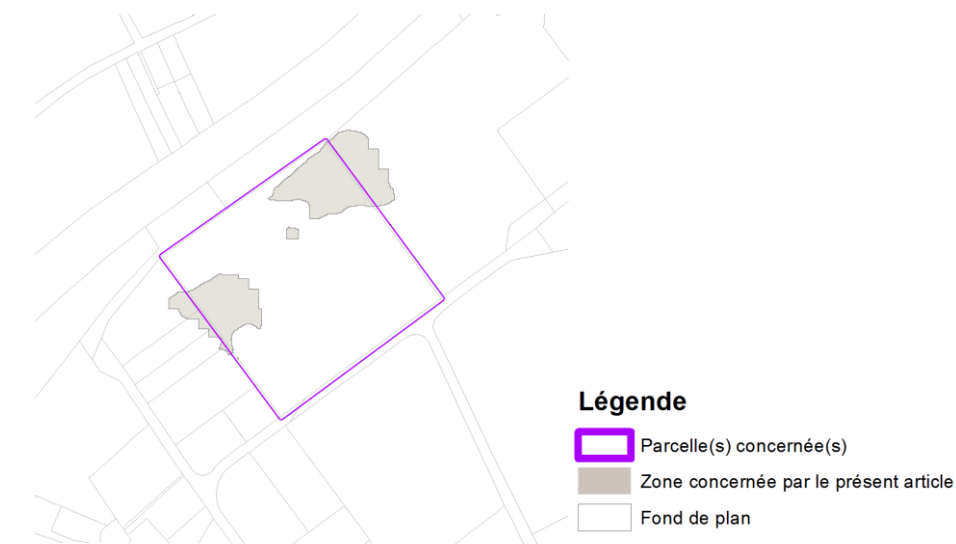 Légende
Parcelle(s) concernée(s)
Zone concernée par le présent article
Fond de plan